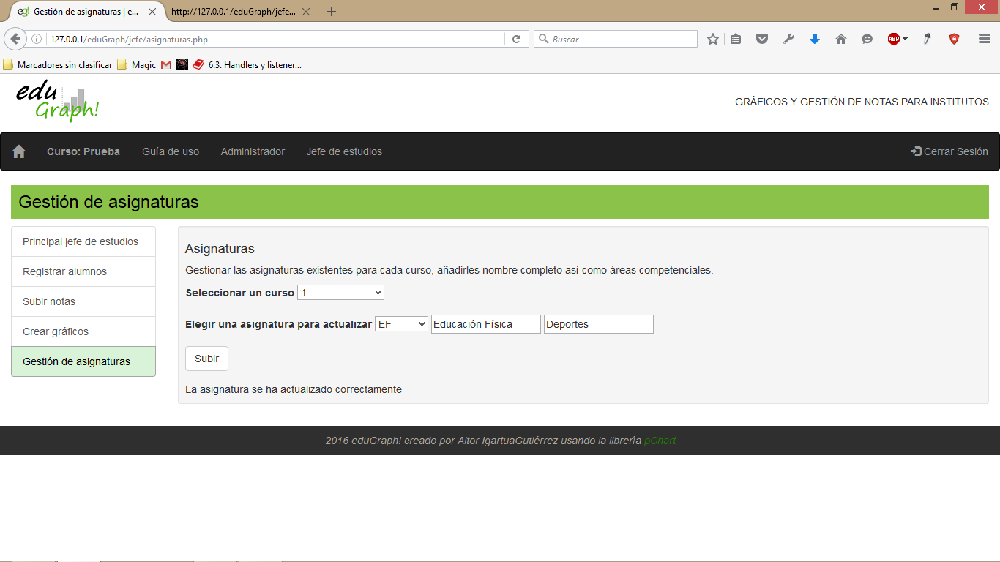 Gestión de asignaturas | e...
http://127.0.0.1/eduGraph/jefe...
127.0.0.1/eduGraph/jefe/asignaturas.php
Buscar
ABP
Marcadores sin clasificar Magic 6.3. Handlers y listener...
edu
Graph!
GRÁFICOS Y GESTIÓN DE NOTAS PARA INSTITUTOS
Curso: Prueba Guía de uso Administrador Jefe de estudios Cerrar Sesión
Gestión de asignaturas
Principal jefe de estudios
Registrar alumnos
Subir notas
Crear gráficos
Gestión de asignaturas
Asignaturas
Gestionar las asignaturas existentes para cada curso, añadirles nombre completo así como áreas competenciales.
Seleccionar un curso 1
Elegir una asignatura para actualizar EF Educación Física Deportes
Subir
La asignatura se ha actualizado correctamente
2016 eduGraph! creado por Aitor IgartuaGutiérrez usando la librería pChart